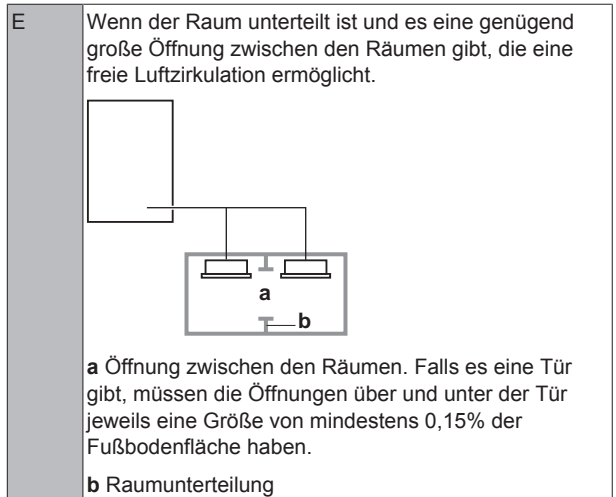 E
Wenn der Raum unterteilt ist und es eine genügend
große Öffnung zwischen den Räumen gibt, die eine
freie Luftzirkulation ermöglicht.
a
b
a Öffnung zwischen den Räumen. Falls es eine Tür
gibt, müssen die Öffnungen über und unter der Tür
jeweils eine Größe von mindestens 0,15% der
Fußbodenfläche haben.
b Raumunterteilung